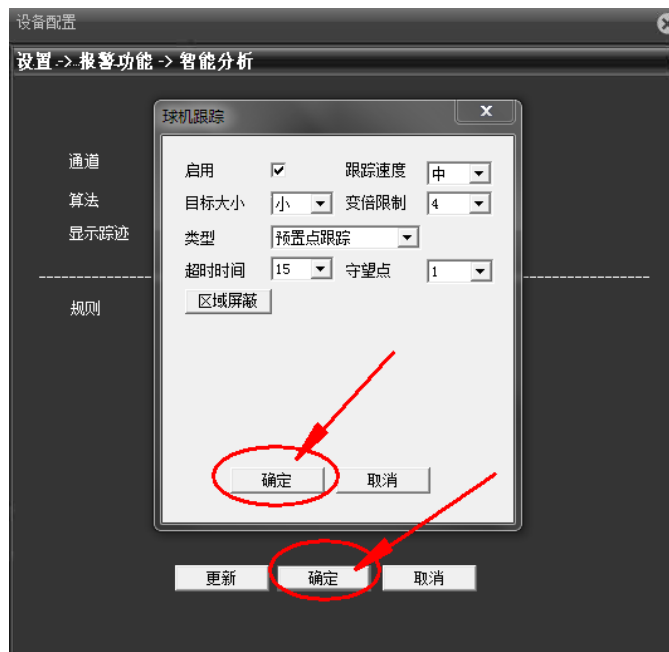 设备配置
设置 -> 报警功能 -> 智能分析
球机跟踪
x
通道
启用
跟踪速度 中
算法
目标大小 小
变倍限制 4
显示踪迹
类型 预置点跟踪
超时时间 15
守望点 1
规则
区域屏蔽
确定
取消
更新
确定
取消